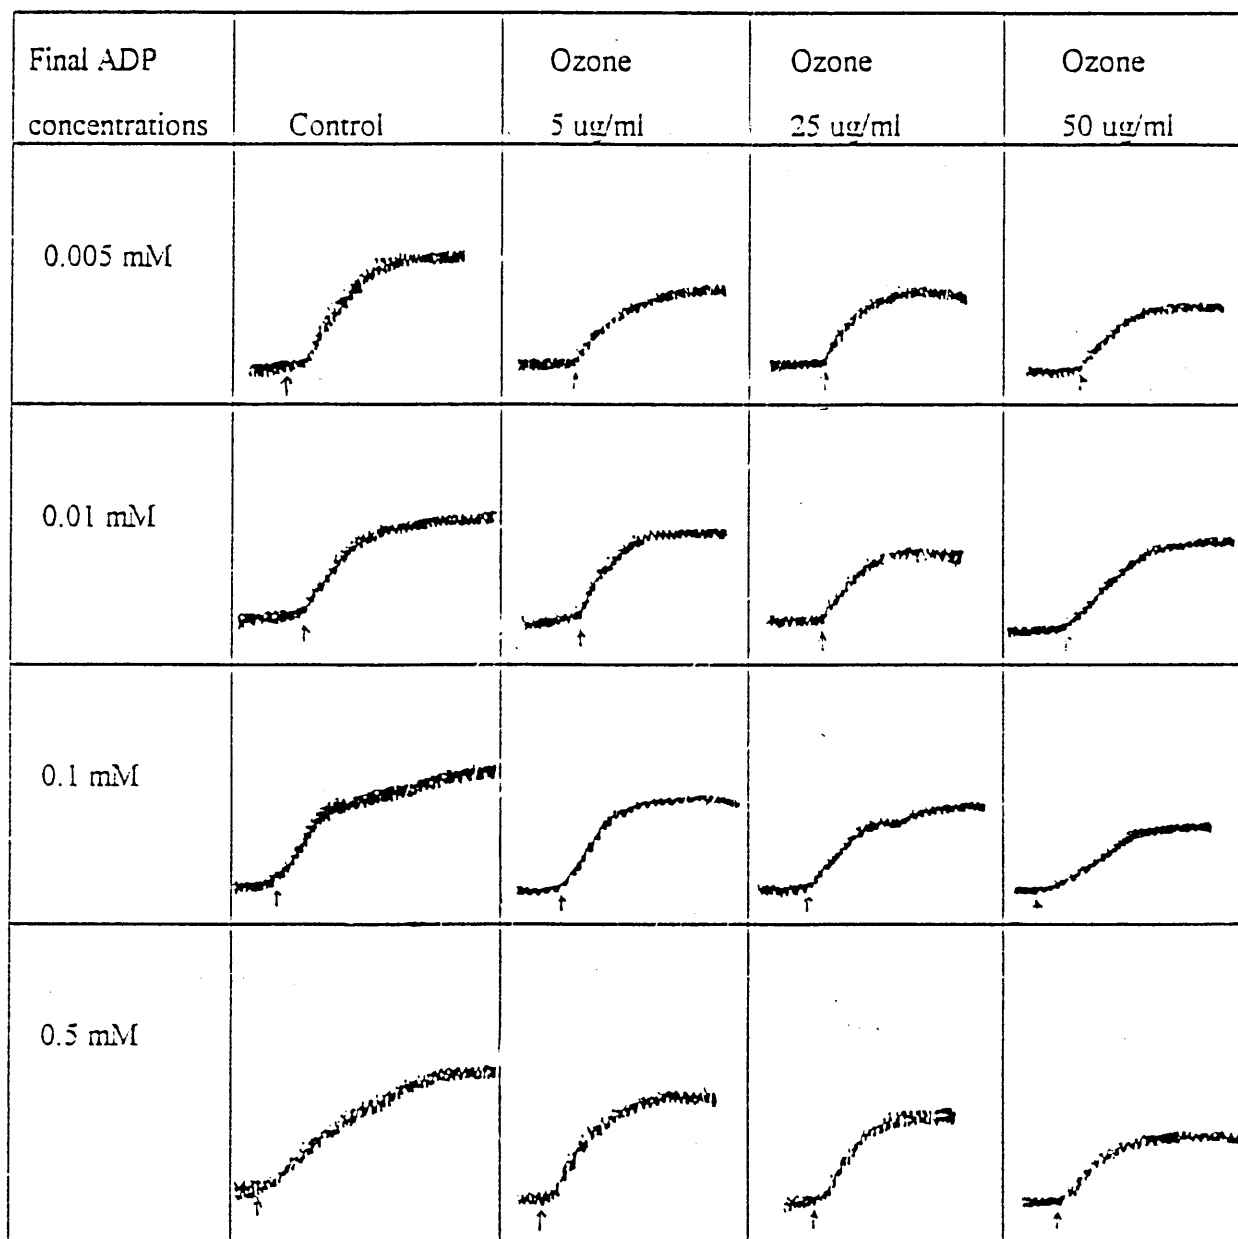 Final ADP
concentrations
Control
Ozone
5 ug/ml
Ozone
25 ug/ml
Ozone
50 ug/ml
0.005 mM
0.01 mM
0.1 mM
0.5 mM